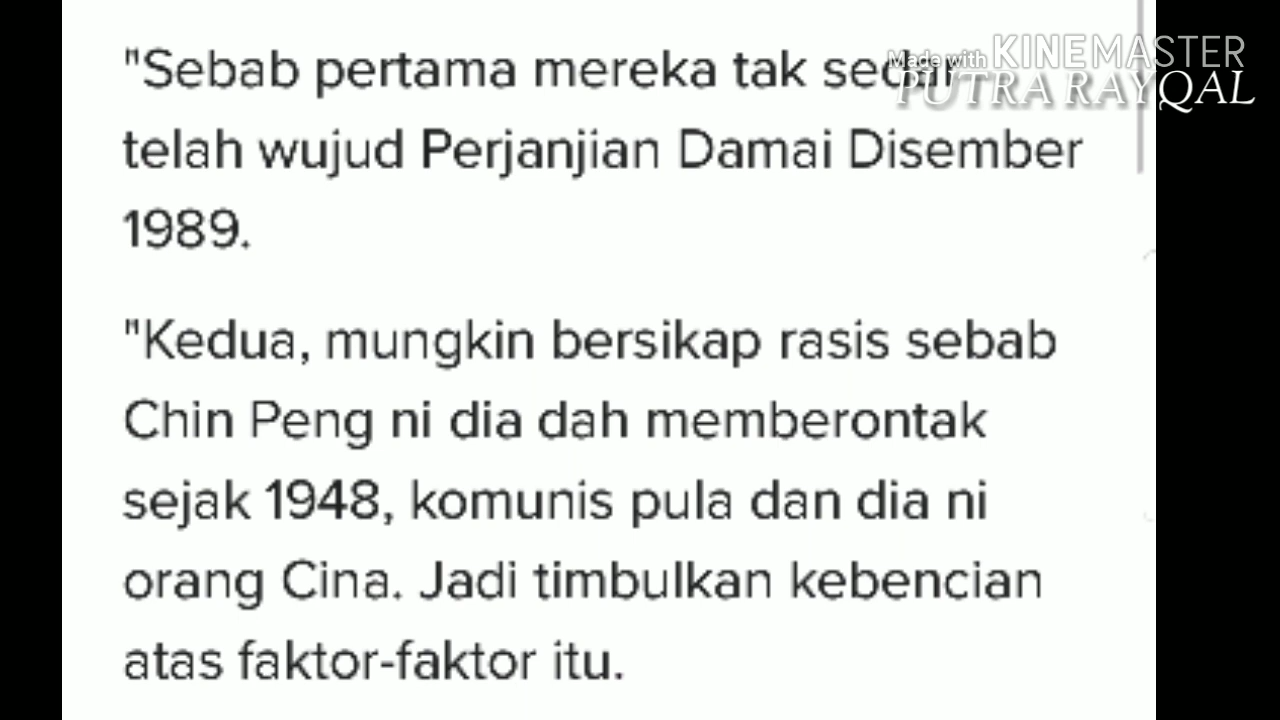 "Sebab pertama mereka tak
Made with KINEMASTER
PUTRA RAYQAL
telah wujud Perjanjian Damai Disember
1989.
"Kedua, mungkin bersikap rasis sebab
Chin Peng ni dia dah memberontak
sejak 1948, komunis pula dan dia ni
orang Cina. Jadi timbulkan kebencian
atas faktor-faktor itu.